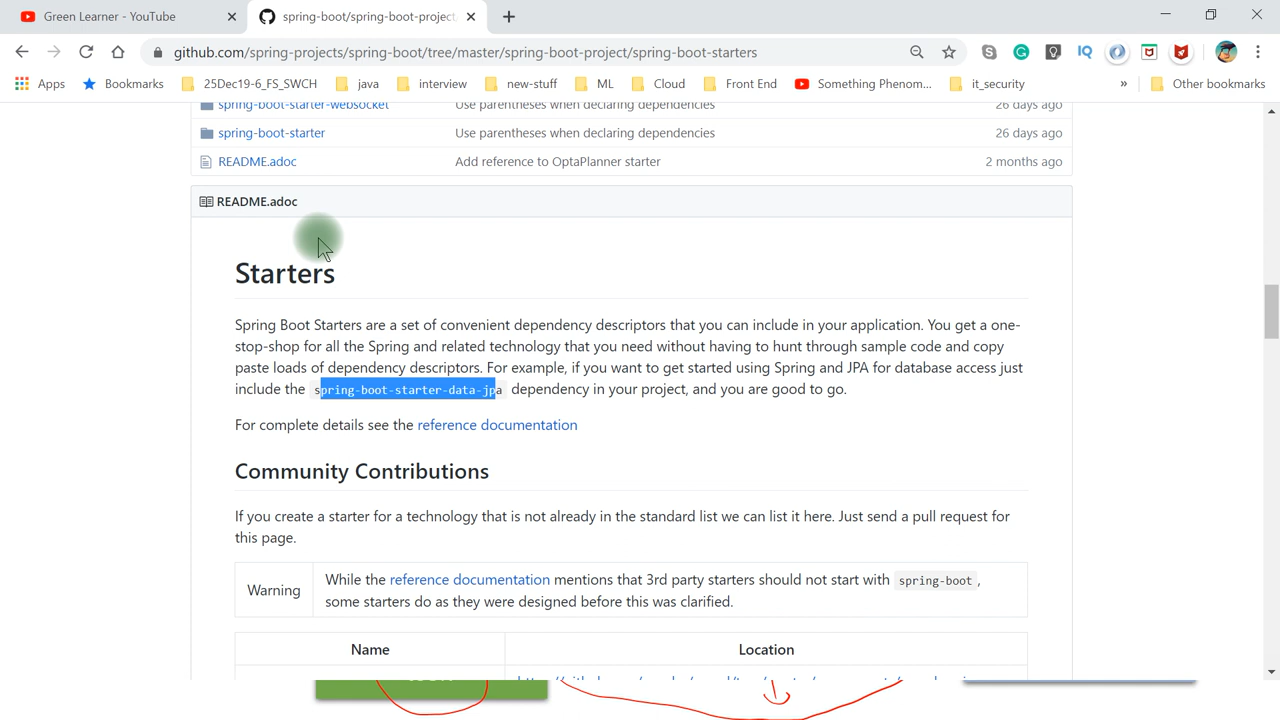 Green Learner - YouTube
spring-boot/spring-boot-project
github.com/spring-projects/spring-boot/tree/master/spring-boot-project/spring-boot-starters
Apps Bookmarks 25Dec19-6_FS_SWCH java interview new-stuff ML Cloud Front End Something Phenom... it_security » Other bookmarks
spring-boot-starter-websocket Use parentheses when declaring dependencies 26 days ago
spring-boot-starter Use parentheses when declaring dependencies 26 days ago
README.adoc Add reference to OptaPlanner starter 2 months ago
README.adoc
Starters
Spring Boot Starters are a set of convenient dependency descriptors that you can include in your application. You get a one-
stop-shop for all the Spring and related technology that you need without having to hunt through sample code and copy
paste loads of dependency descriptors. For example, if you want to get started using Spring and JPA for database access just
include the spring-boot-starter-data-jpa dependency in your project, and you are good to go.
For complete details see the reference documentation
Community Contributions
If you create a starter for a technology that is not already in the standard list we can list it here. Just send a pull request for
this page.
Warning
While the reference documentation mentions that 3rd party starters should not start with spring-boot,
some starters do as they were designed before this was clarified.
Name Location